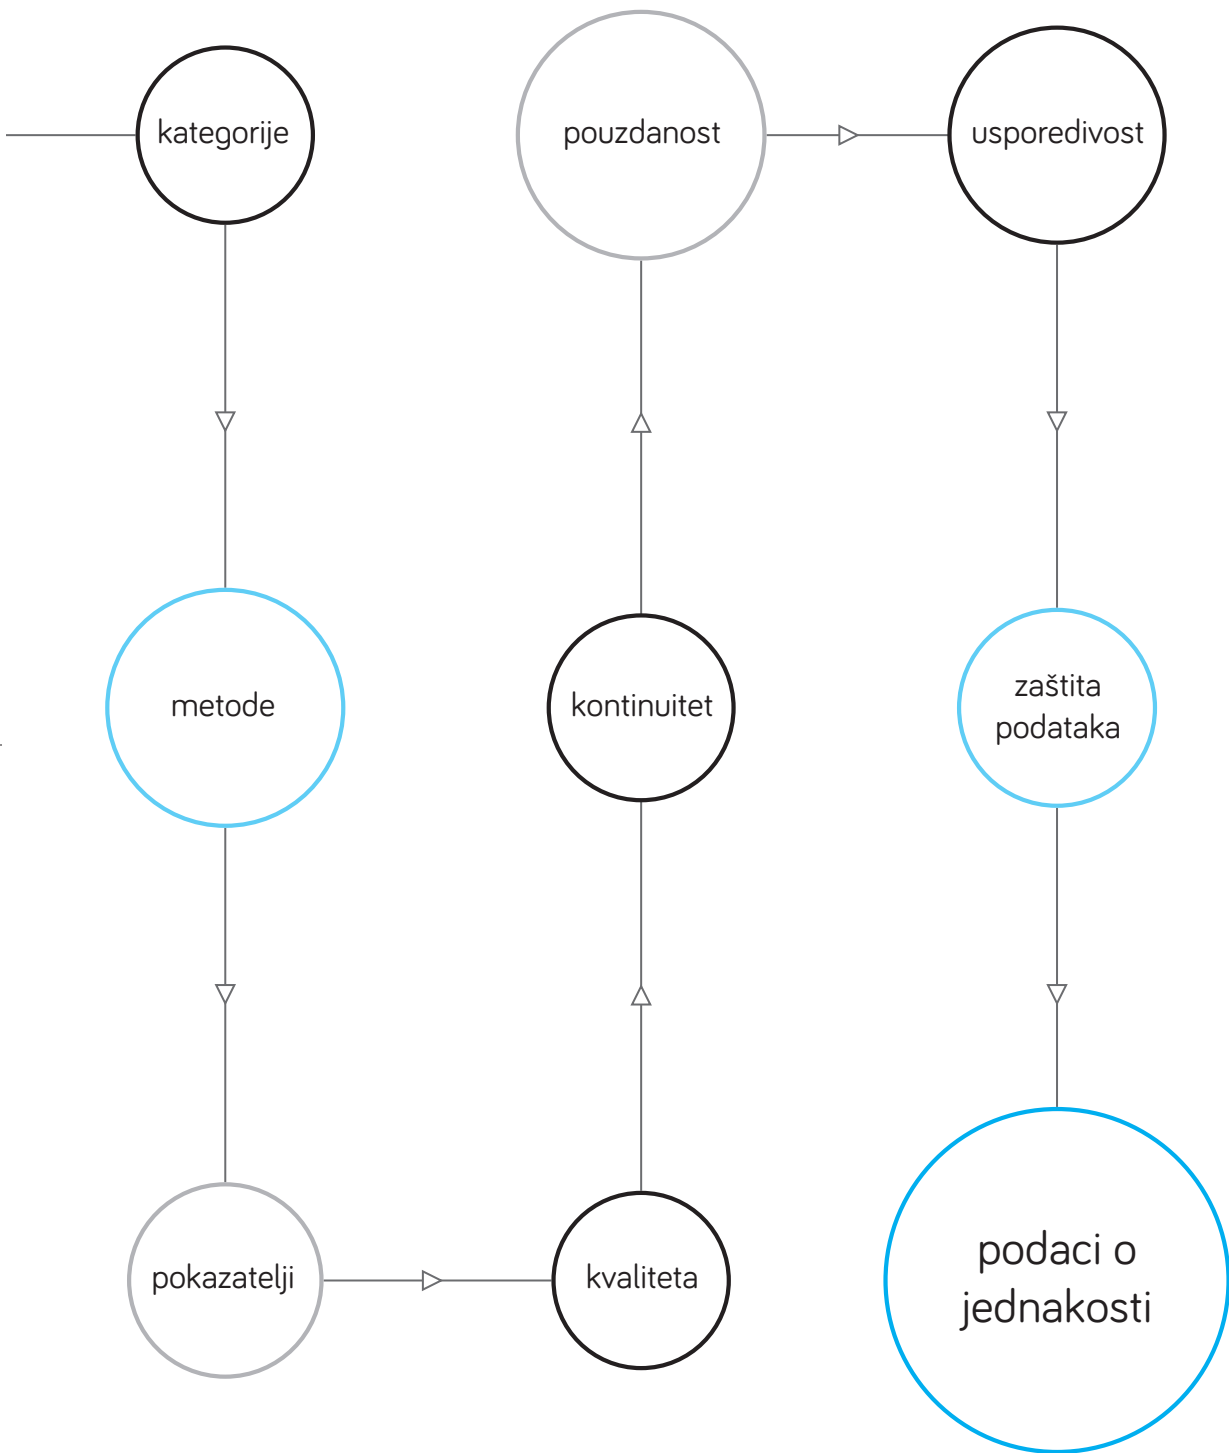 kategorije
metode
pokazatelji
kvaliteta
kontinuitet
pouzdanost
usporedivost
zaštita
podataka
podaci o
jednakosti